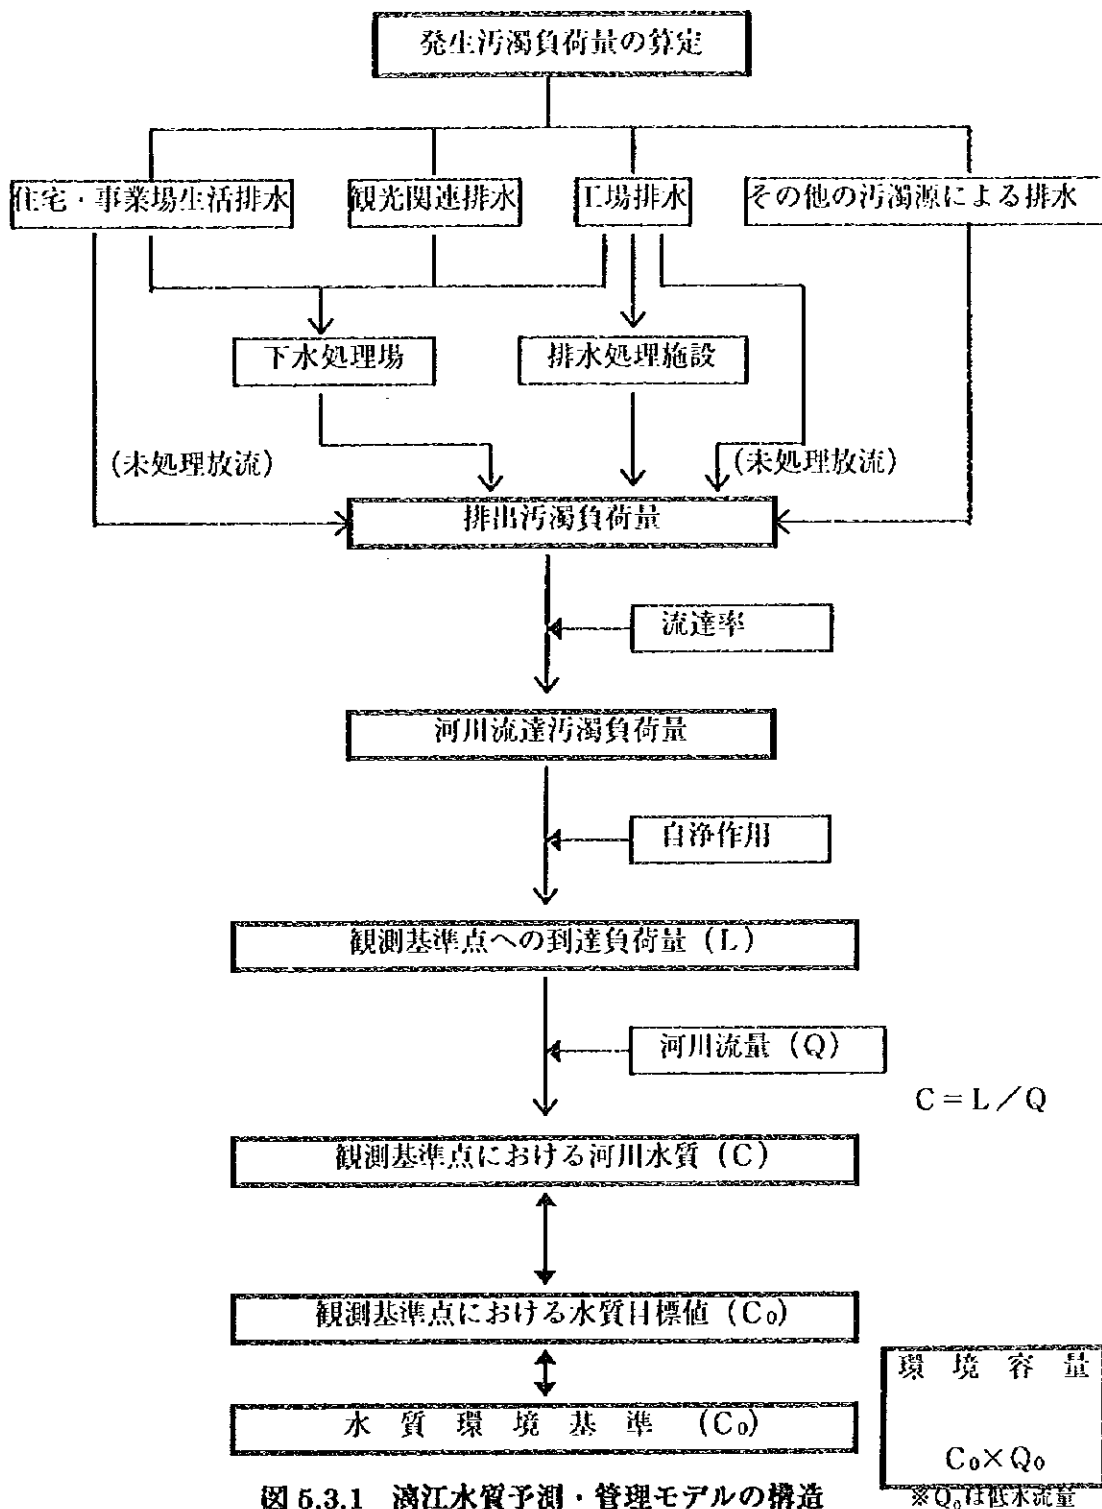 発生汚濁負荷量の算定
住宅・事業場生活排水
観光関連排水
工場排水
その他の汚濁源による排水
下水処理場
排水処理施設
(未処理放流)
(未処理放流)
排出汚濁負荷量
流達率
河川流達汚濁負荷量
自浄作用
観測基準点への到達負荷量 (L)
河川流量 (Q)
C=L/Q
観測基準点における河川水質 (C)
観測基準点における水質目標値 (C₀)
環 境 容 量
水 質 環 境 基 準 (C₀)
C₀×Q₀
※Q₀は低水流量
図 5.3.1 漓江水質予測・管理モデルの構造